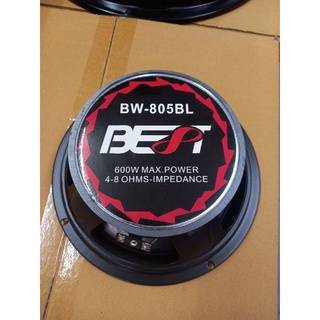 BW-805BL
BEST
600W MAX.POWER
4-8 OHMS-IMPEDANCE